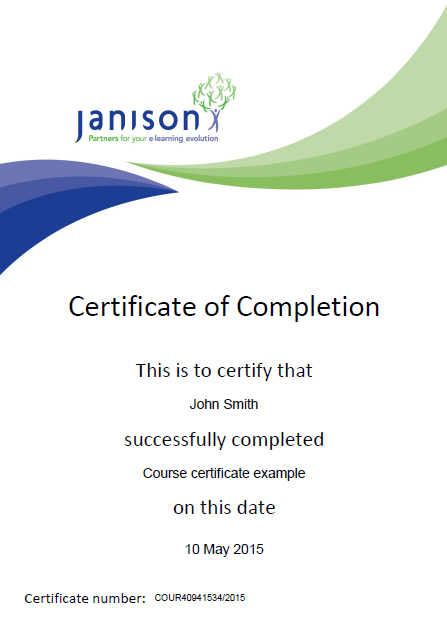 janison
Partners for your e learning evolution
Certificate of Completion
This is to certify that
John Smith
successfully completed
Course certificate example
on this date
10 May 2015
Certificate number: COUR40941534/2015